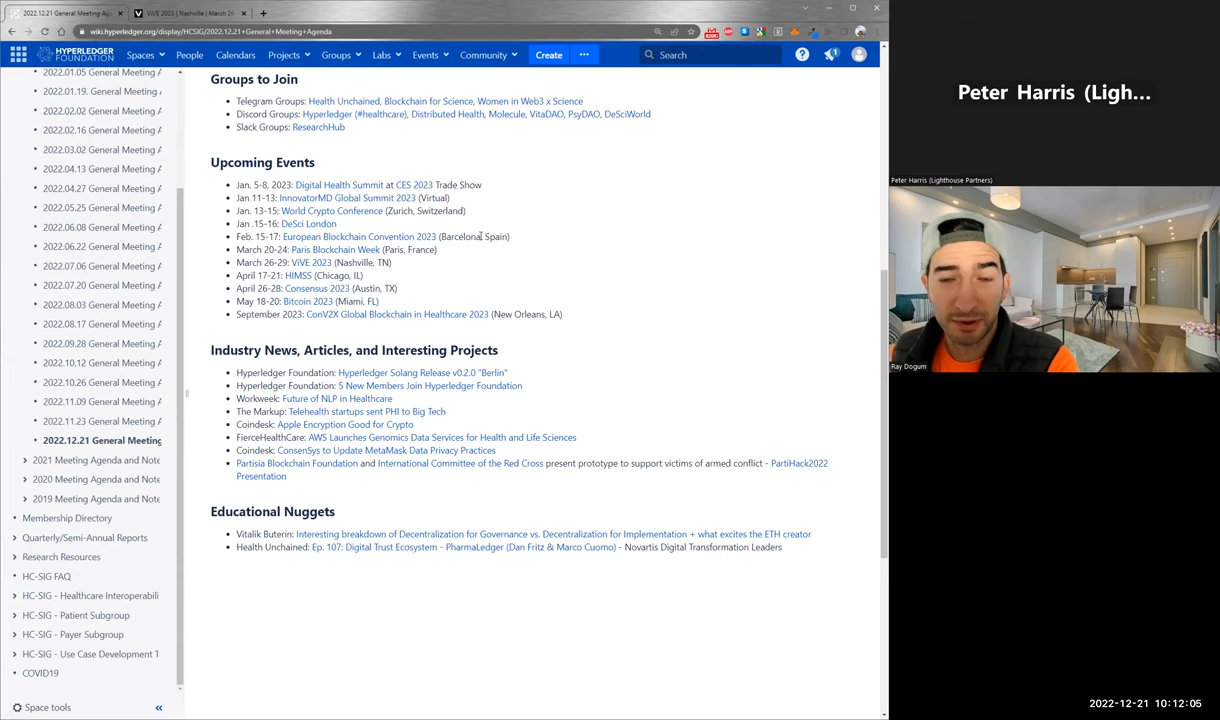 2022.12.21 General Meeting Agenda
ViVE 2023 | Nashville | March 26
wiki.hyperledger.org/display/HCSIG/2022.12.21+General+Meeting+Agenda
HYPERLEDGER FOUNDATION Spaces People Calendars Projects Groups Labs Events Community Create ... Search 1
2022.01.05 General Meeting A
2022.01.19. General Meeting A
2022.02.02 General Meeting A
2022.02.16 General Meeting A
2022.03.02 General Meeting A
2022.04.13 General Meeting A
2022.04.27 General Meeting A
2022.05.25 General Meeting A
2022.06.08 General Meeting A
2022.06.22 General Meeting A
2022.07.06 General Meeting A
2022.07.20 General Meeting A
2022.08.03 General Meeting A
2022.08.17 General Meeting A
2022.09.28 General Meeting A
2022.10.12 General Meeting A
2022.10.26 General Meeting A
2022.11.09 General Meeting A
2022.11.23 General Meeting A
2022.12.21 General Meeting
2021 Meeting Agenda and Note
2020 Meeting Agenda and Note
2019 Meeting Agenda and Note
Membership Directory
Quarterly/Semi-Annual Reports
Research Resources
HC-SIG FAQ
HC-SIG - Healthcare Interoperabili
HC-SIG - Patient Subgroup
HC-SIG - Payer Subgroup
HC-SIG - Use Case Development T
COVID19
Space tools «
Groups to Join
Telegram Groups: Health Unchained, Blockchain for Science, Women in Web3 x Science
Discord Groups: Hyperledger (#healthcare), Distributed Health, Molecule, VitaDAO, PsyDAO, DeSciWorld
Slack Groups: ResearchHub
Upcoming Events
Jan. 5-8, 2023: Digital Health Summit at CES 2023 Trade Show
Jan 11-13: InnovatorMD Global Summit 2023 (Virtual)
Jan. 13-15: World Crypto Conference (Zurich, Switzerland)
Jan .15-16: DeSci London
Feb. 15-17: European Blockchain Convention 2023 (Barcelona, Spain)
March 20-24: Paris Blockchain Week (Paris, France)
March 26-29: ViVE 2023 (Nashville, TN)
April 17-21: HIMSS (Chicago, IL)
April 26-28: Consensus 2023 (Austin, TX)
May 18-20: Bitcoin 2023 (Miami, FL)
September 2023: ConV2X Global Blockchain in Healthcare 2023 (New Orleans, LA)
Industry News, Articles, and Interesting Projects
Hyperledger Foundation: Hyperledger Solang Release v0.2.0 "Berlin"
Hyperledger Foundation: 5 New Members Join Hyperledger Foundation
Workweek: Future of NLP in Healthcare
The Markup: Telehealth startups sent PHI to Big Tech
Coindesk: Apple Encryption Good for Crypto
FierceHealthCare: AWS Launches Genomics Data Services for Health and Life Sciences
Coindesk: ConsenSys to Update MetaMask Data Privacy Practices
Partisia Blockchain Foundation and International Committee of the Red Cross present prototype to support victims of armed conflict - PartiHack2022
Presentation
Educational Nuggets
Vitalik Buterin: Interesting breakdown of Decentralization for Governance vs. Decentralization for Implementation + what excites the ETH creator
Health Unchained: Ep. 107: Digital Trust Ecosystem - PharmaLedger (Dan Fritz & Marco Cuomo) - Novartis Digital Transformation Leaders
Peter Harris (Ligh...
Peter Harris (Lighthouse Partners)
Ray Dogum
2022-12-21 10:12:05